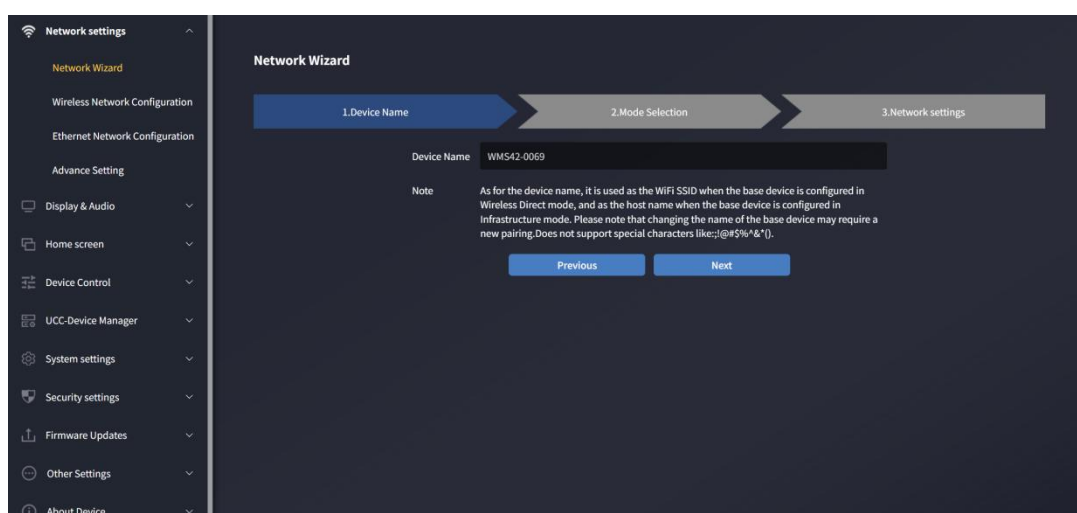 Network settings
Network Wizard
Wireless Network Configuration
Ethernet Network Configuration
Advance Setting
Display & Audio
Home screen
Device Control
UCC-Device Manager
System settings
Security settings
Firmware Updates
Other Settings
About Device
Network Wizard
1.Device Name
2.Mode Selection
3.Network settings
Device Name
WMS42-0069
Note
As for the device name, it is used as the WiFi SSID when the base device is configured in
Wireless Direct mode, and as the host name when the base device is configured in
Infrastructure mode. Please note that changing the name of the base device may require a
new pairing.Does not support special characters like:;!@#$%^&*().
Previous
Next